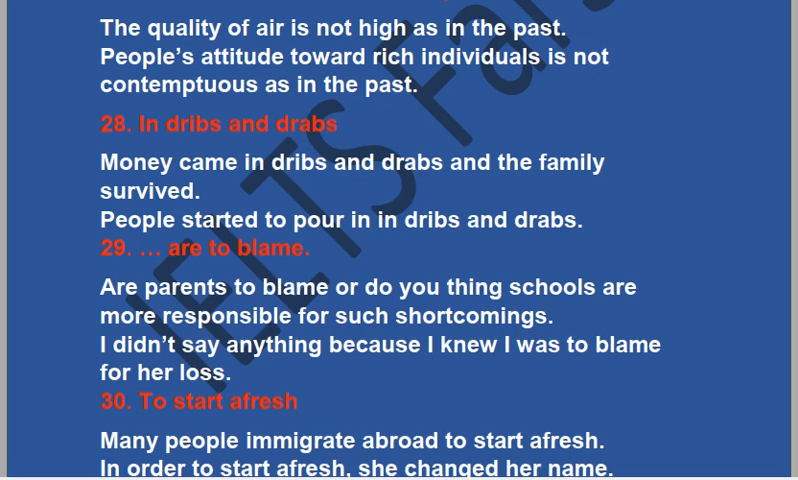 The quality of air is not high as in the past.
People's attitude toward rich individuals is not
contemptuous as in the past.
28. In dribs and drabs
Money came in dribs and drabs and the family
survived.
People started to pour in in dribs and drabs.
29. … are to blame.
Are parents to blame or do you thing schools are
more responsible for such shortcomings.
I didn't say anything because I knew I was to blame
for her loss.
30. To start afresh
Many people immigrate abroad to start afresh.
In order to start afresh, she changed her name.
IELTS Fans